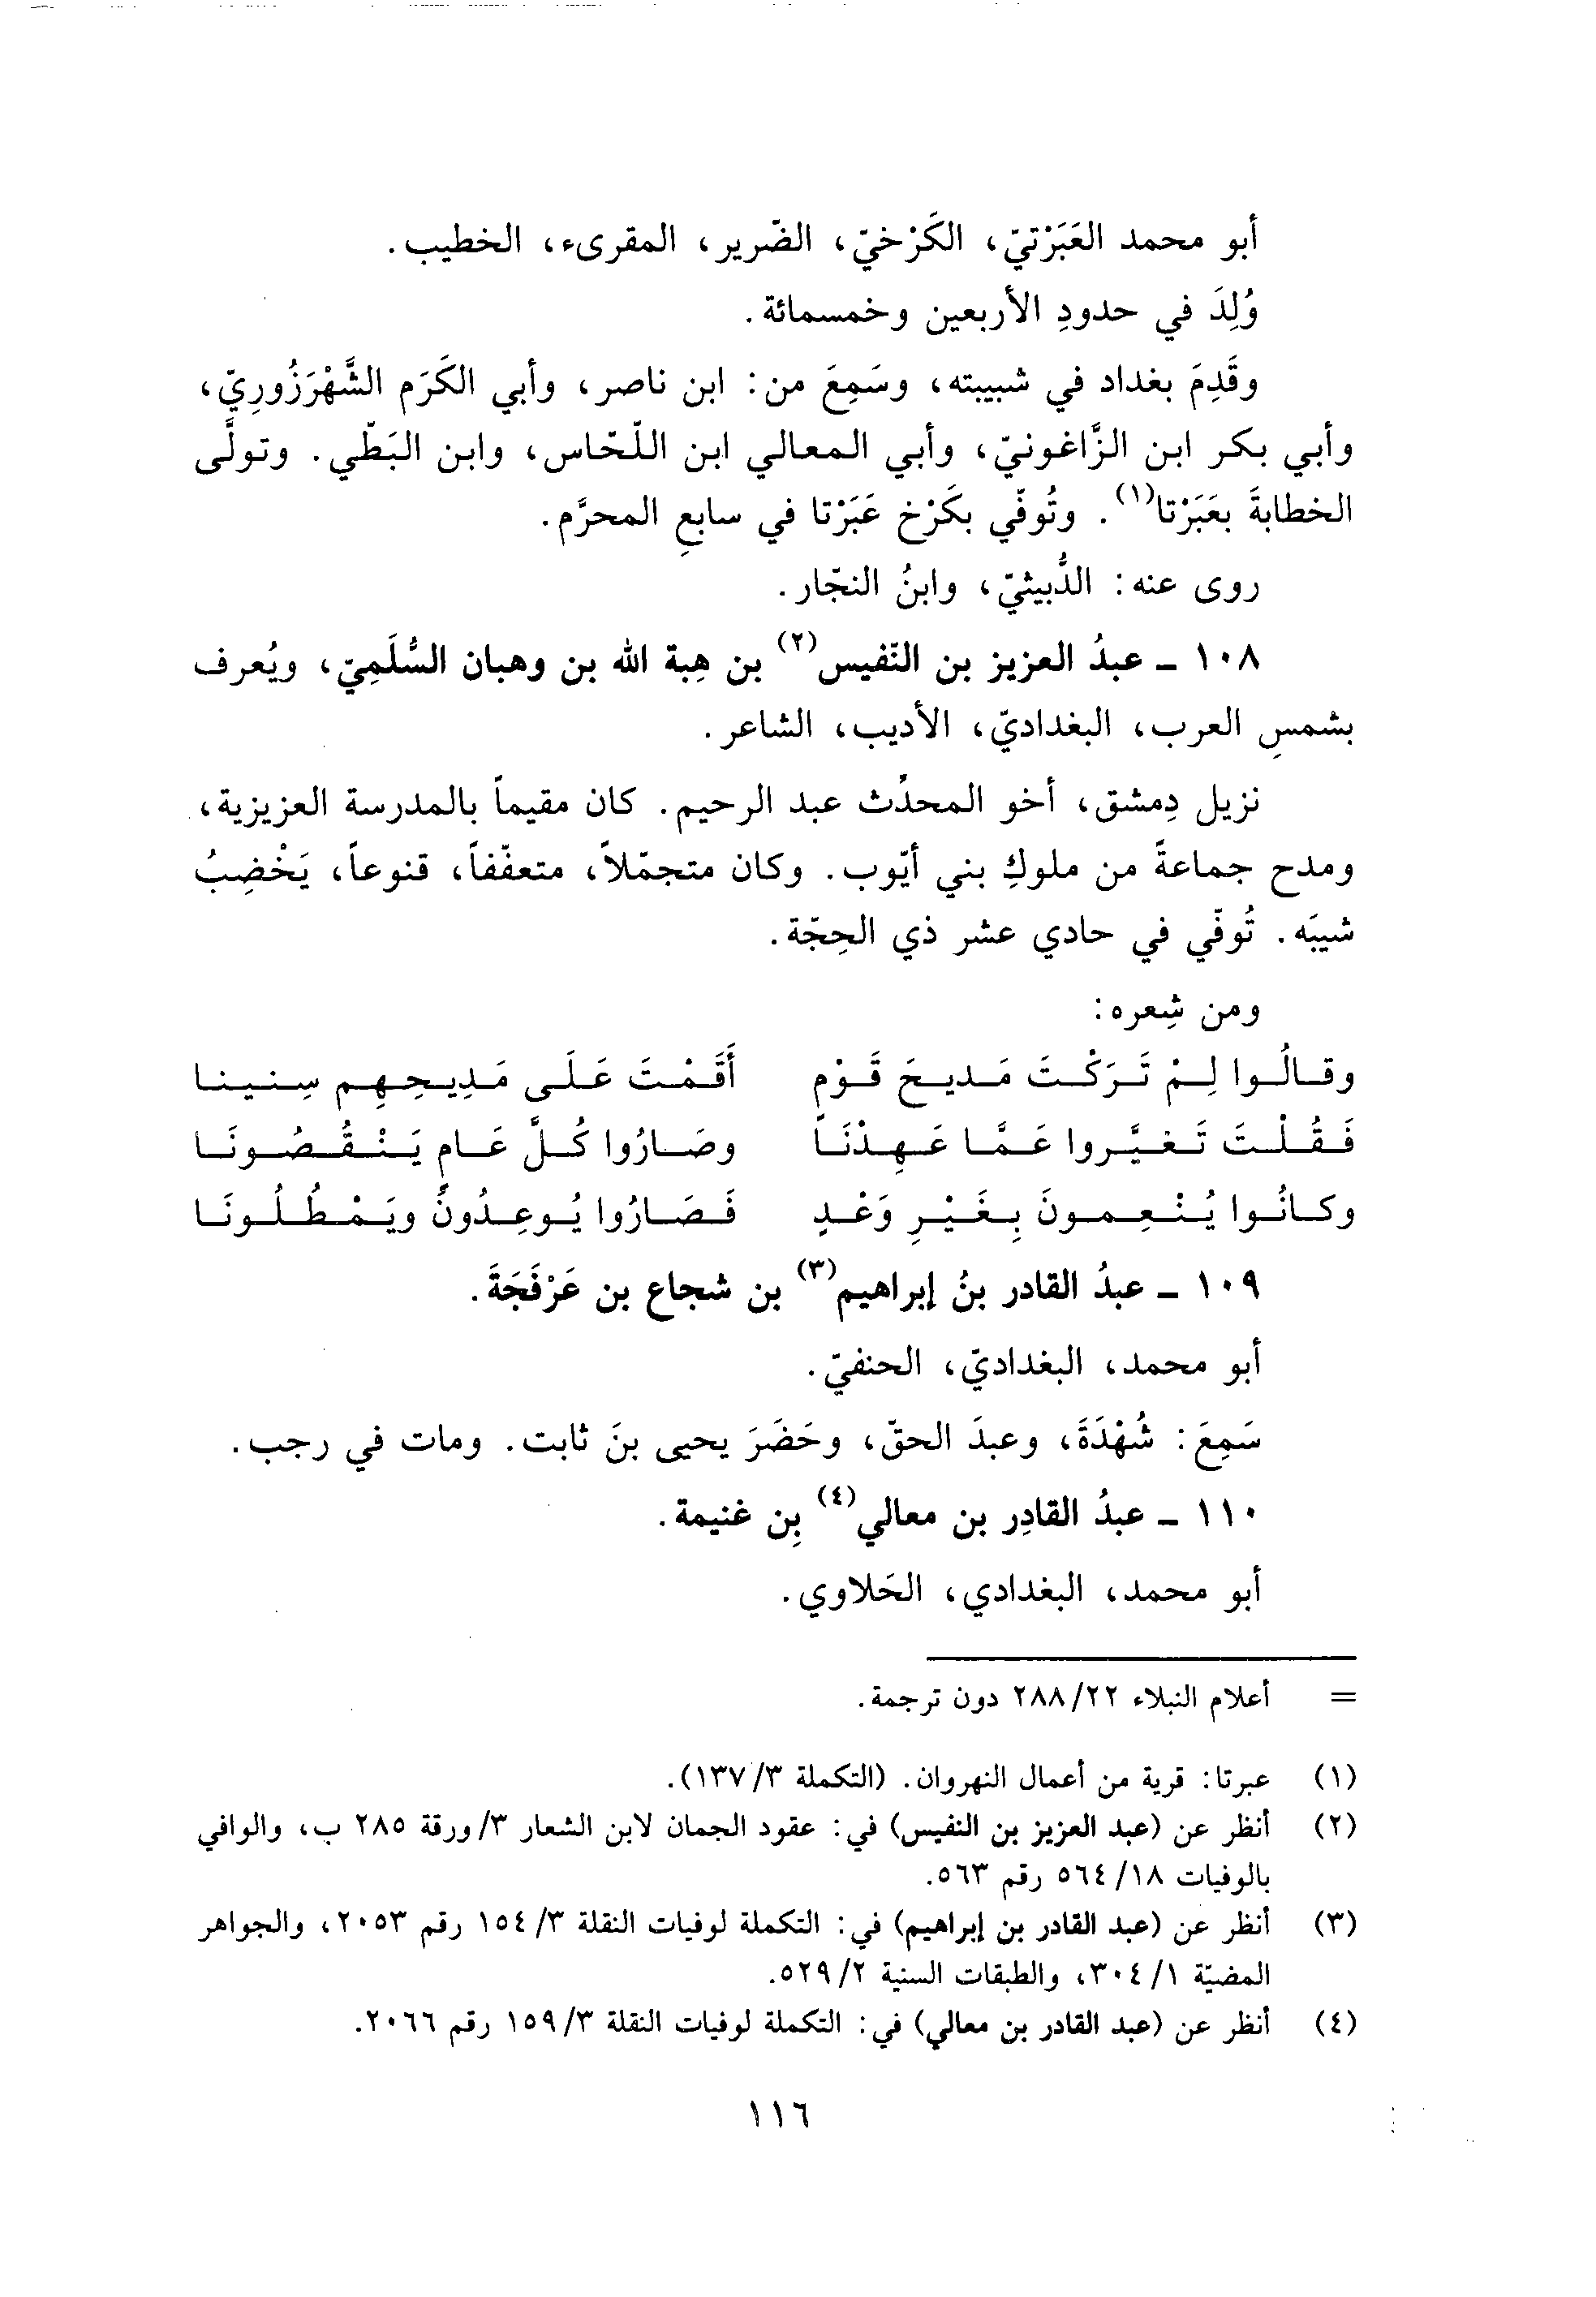 أبو محمد العَبَرْتيّ، الكَرْخيّ، الضّرير، المقرىء، الخطيب.
وُلِدَ في حدودِ الأربعين وخمسمائة.
وقَدِمَ بغداد في شبيبته، وسَمِعَ من: ابن ناصر، وأبي الكَرَم الشَّهْرَزُورِيّ،
وأبي بكر ابن الزَّاغونيّ، وأبي المعالي ابن اللّحّاس، وابن البَطّي. وتولَّى
الخطابةَ بعَبَرْتا(١). وتُوفّي بكَرْخ عَبَرْتا في سابعِ المحرَّم.
روى عنه: الدُّبيثيّ، وابنُ النجّار.
١٠٨ ـ عبدُ العزيز بن النّفيس(٢) بن هِبة الله بن وهبان السُّلَمِيّ، ويُعرف
بشمسِ العرب، البغداديّ، الأديب، الشاعر.
نزيل دِمشق، أخو المحدِّث عبد الرحيم. كان مقيماً بالمدرسة العزيزية،
ومدح جماعةً من ملوكِ بني أيّوب. وكان متجمّلاً، متعفّفاً، قنوعاً، يَخْضِبُ
شيبَه. تُوفّي في حادي عشر ذي الحِجّة.
ومن شِعره:
وقالُوا لِمْ تَرَكْتَ مَديحَ قَوْمٍ أَقَمْتَ عَلَى مَدِيحِهِم سِنينا
فَقُلْتَ تَغيَّروا عَمَّا عَهِدْنَاً وصَارُوا كُلَّ عَامٍ يَنْقُصُونَا
وكانُوا يُنْعِمونَ بِغَيْرِ وَعْدٍ فَصَارُوا يُوعِدُونَ ويَمْطُلُونَا
١٠٩ ـ عبدُ القادر بنُ إبراهيم(٣) بن شجاع بن عَرْفَجَةَ.
أبو محمد، البغداديّ، الحنفيّ.
سَمِعَ: شُهْدَةَ، وعبدَ الحقّ، وحَضَرَ يحيى بنَ ثابت. ومات في رجب.
١١٠ ـ عبدُ القادِر بن معالي(٤) بِن غنيمة.
أبو محمد، البغدادي، الحَلاوي.
= أعلام النبلاء ٢٨٨/٢٢ دون ترجمة.
(١) عبرتا: قرية من أعمال النهروان. (التكملة ١٣٧/٣).
(٢) أنظر عن (عبد العزيز بن النفيس) في: عقود الجمان لابن الشعار ٣/ورقة ٢٨٥ ب، والوافي
بالوفيات ٥٦٤/١٨ رقم ٥٦٣.
(٣) أنظر عن (عبد القادر بن إبراهيم) في: التكملة لوفيات النقلة ١٥٤/٣ رقم ٢٠٥٣، والجواهر
المضيّة ٣٠٤/١، والطبقات السنية ٥٢٩/٢.
(٤) أنظر عن (عبد القادر بن معالي) في: التكملة لوفيات النقلة ١٥٩/٣ رقم ٢٠٦٦.
١١٦